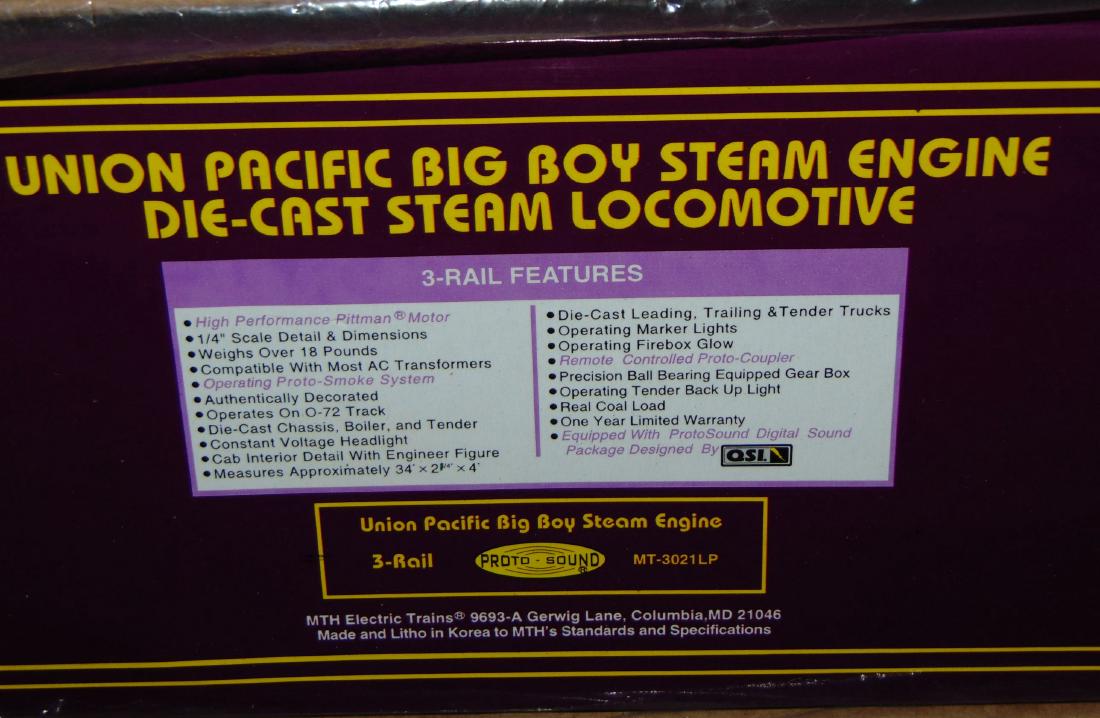 UNION PACIFIC BIG BOY STEAM ENGINE
DIE-CAST STEAM LOCOMOTIVE
3-RAIL FEATURES
• High Performance Pittman® Motor
• 1/4" Scale Detail & Dimensions
• Weighs Over 18 Pounds
• Compatible With Most AC Transformers
• Operating Proto-Smoke System
• Authentically Decorated
• Operates On O-72 Track
• Die-Cast Chassis, Boiler, and Tender
• Constant Voltage Headlight
• Cab Interior Detail With Engineer Figure
• Measures Approximately 34" × 2 × 4"
• Die-Cast Leading, Trailing &Tender Trucks
• Operating Marker Lights
• Operating Firebox Glow
• Remote Controlled Proto-Coupler
• Precision Ball Bearing Equipped Gear Box
• Operating Tender Back Up Light
• Real Coal Load
• One Year Limited Warranty
• Equipped With ProtoSound Digital Sound
Package Designed By QSI
Union Pacific Big Boy Steam Engine
3-Rail PROTO-SOUND® MT-3021LP
MTH Electric Trains® 9693-A Gerwig Lane, Columbia,MD 21046
Made and Litho in Korea to MTH's Standards and Specifications